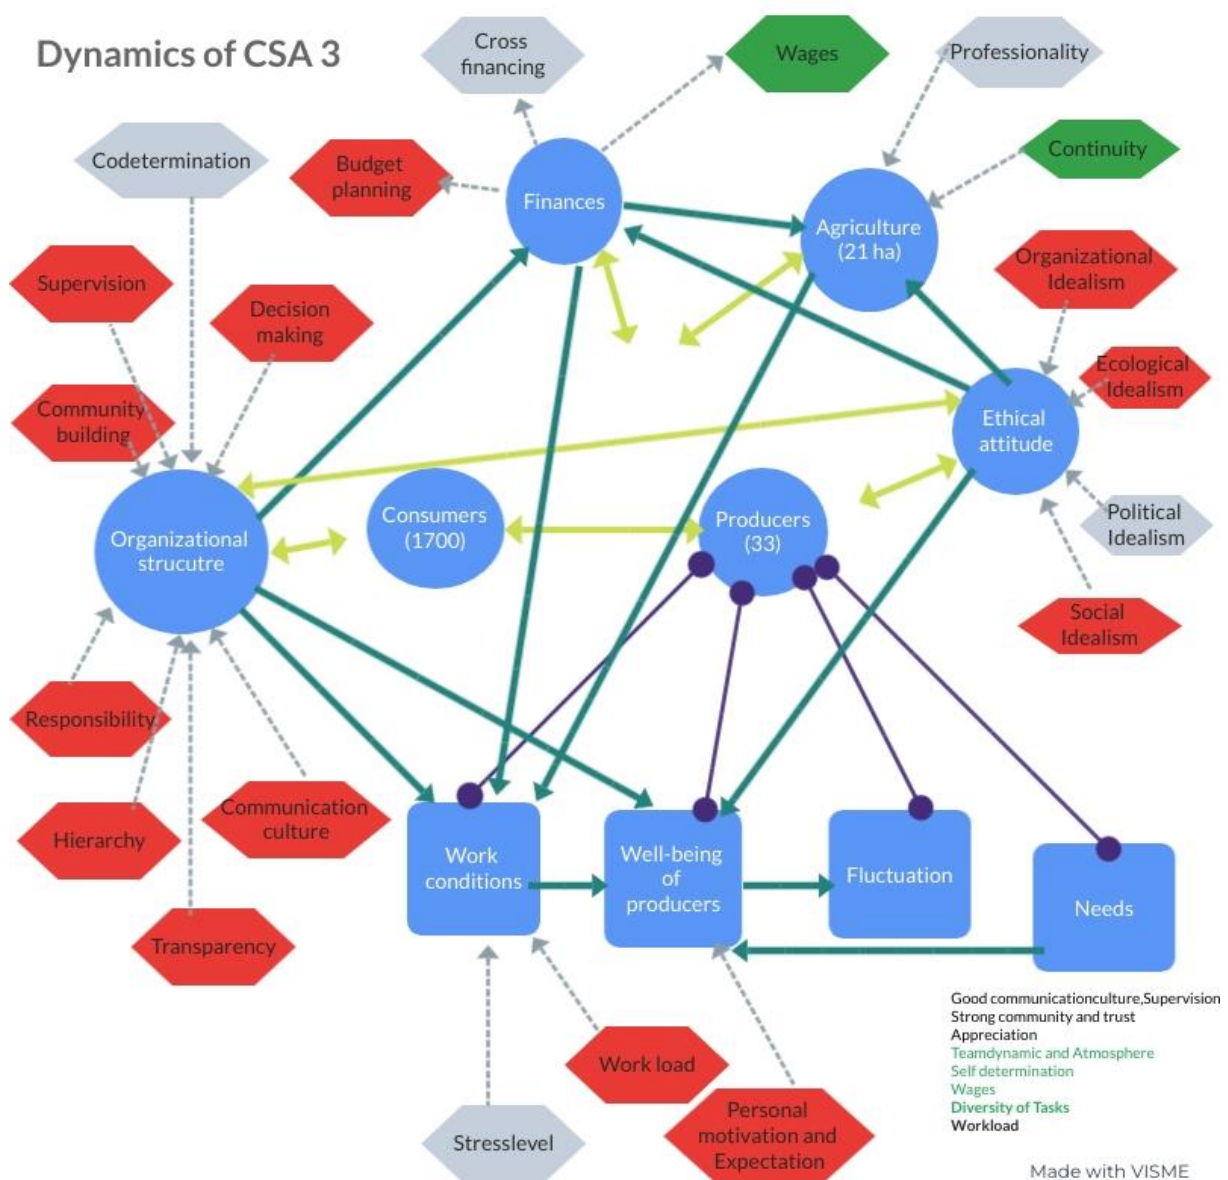 Dynamics of CSA 3
Cross
financing
Wages
Professionality
Codetermination
Budget
planning
Continuity
Finances
Agriculture
(21 ha)
Organizational
Idealism
Supervision
Decision
making
Ecological
Idealism
Community
building
Ethical
attitude
Consumers
(1700)
Producers
(33)
Political
Idealism
Organizational
strucutre
Social
Idealism
Responsibility
Communication
culture
Hierarchy
Work
conditions
Well-being
of
producers
Fluctuation
Needs
Transparency
Good communicationculture,Supervision
Strong community and trust
Appreciation
Teamdynamic and Atmosphere
Self determination
Wages
Diversity of Tasks
Workload
Work load
Stresslevel
Personal
motivation and
Expectation
Made with VISME